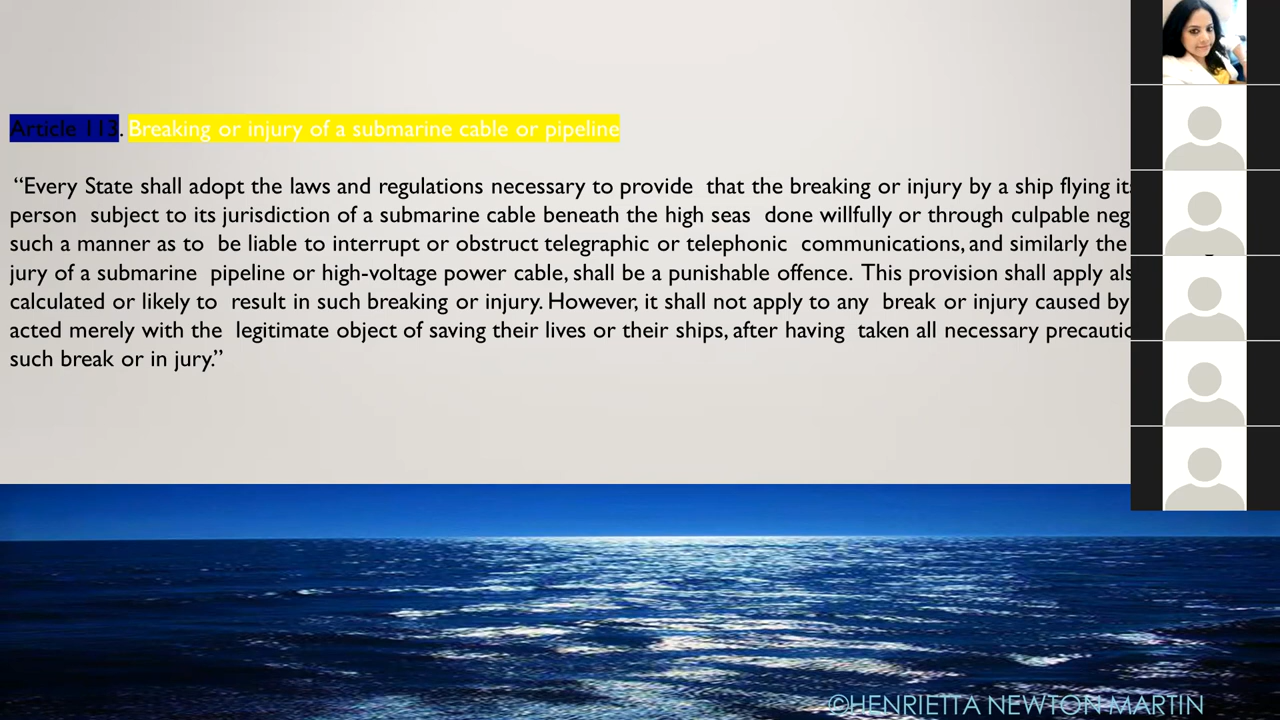 Article 113. Breaking or injury of a submarine cable or pipeline
“Every State shall adopt the laws and regulations necessary to provide that the breaking or injury by a ship flying
person subject to its jurisdiction of a submarine cable beneath the high seas done willfully or through culpable
such a manner as to be liable to interrupt or obstruct telegraphic or telephonic communications, and similarly the
jury of a submarine pipeline or high-voltage power cable, shall be a punishable offence. This provision shall apply
calculated or likely to result in such breaking or injury. However, it shall not apply to any break or injury caused by
acted merely with the legitimate object of saving their lives or their ships, after having taken all necessary
such break or in jury.”
©HENRIETTA NEWTON MARTIN